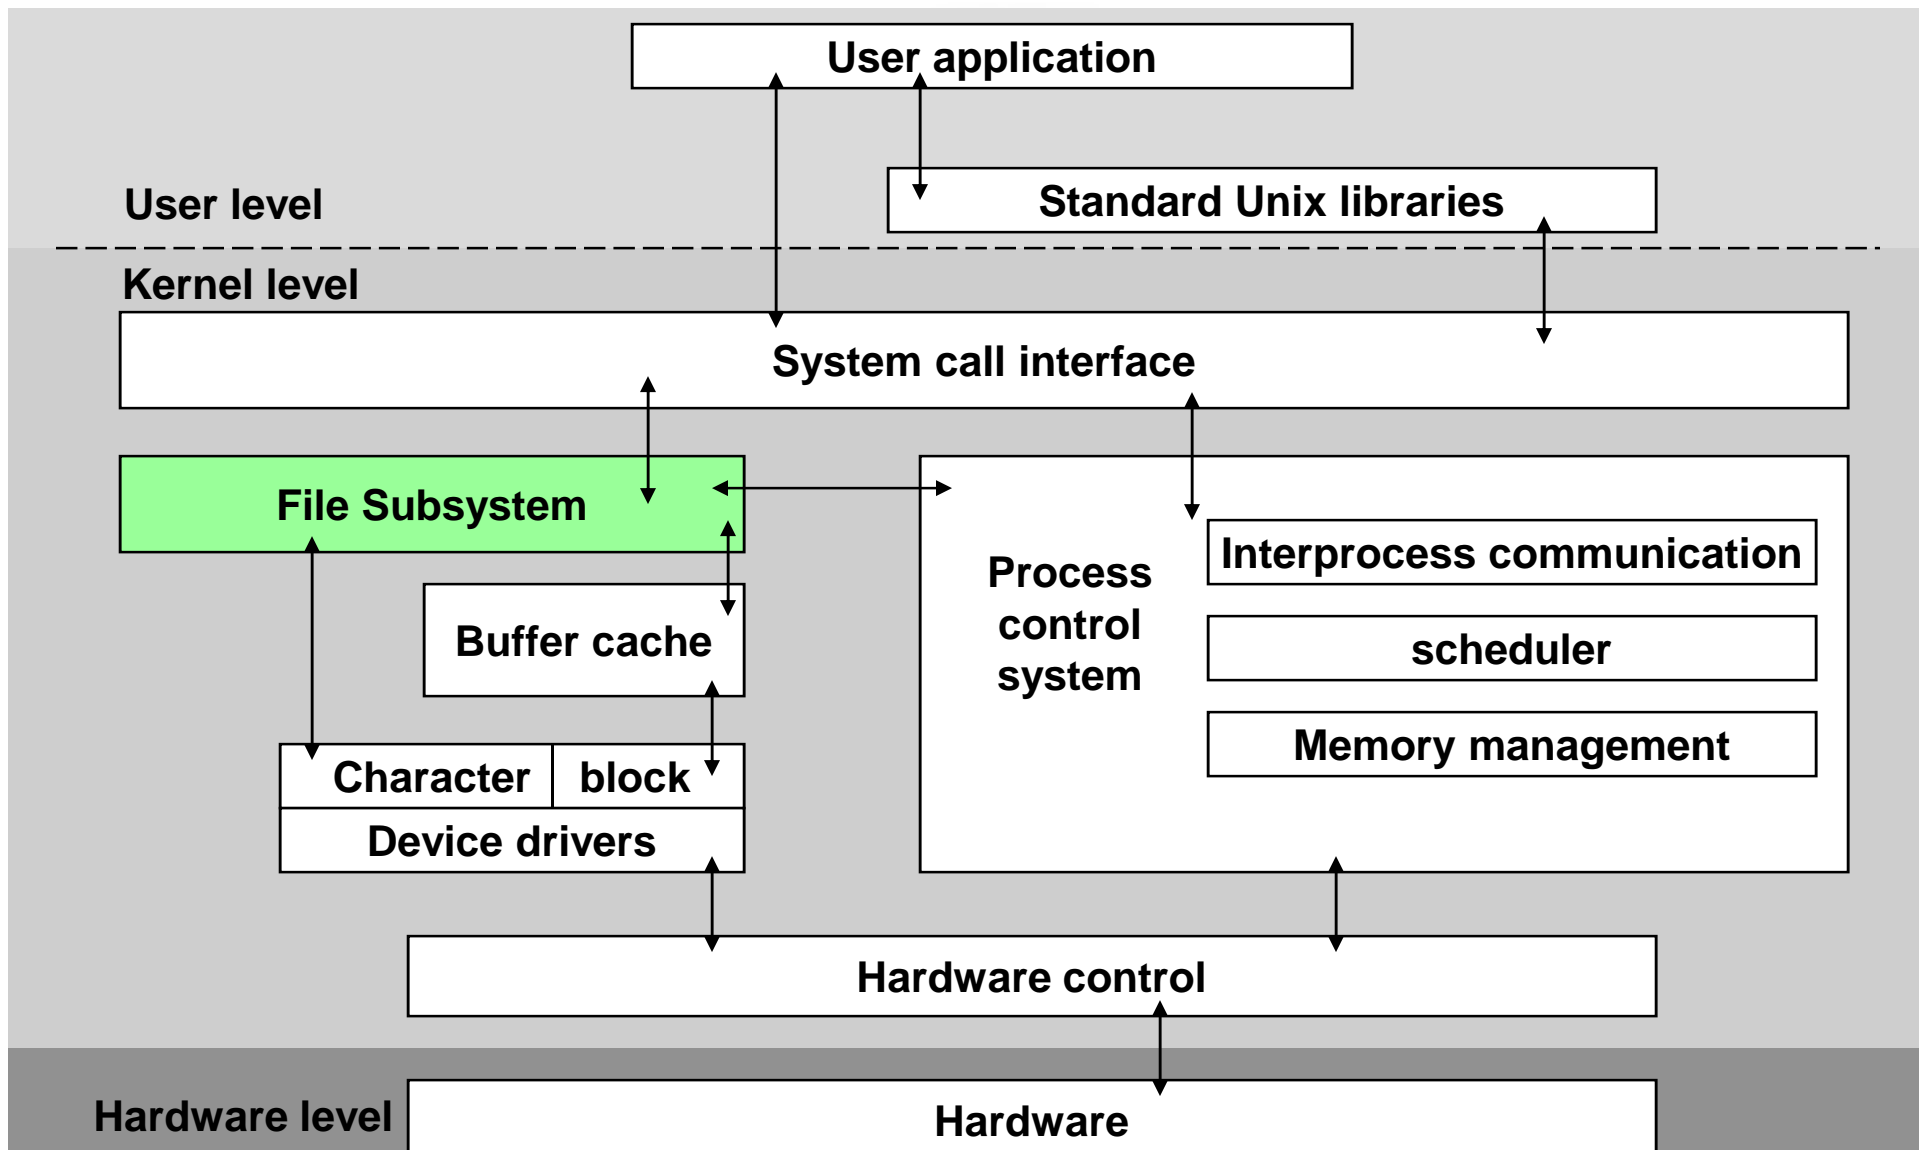 User application
Standard Unix libraries
User level
Kernel level
System call interface
File Subsystem
Process
control
system
Interprocess communication
scheduler
Memory management
Buffer cache
Character
block
Device drivers
Hardware control
Hardware level
Hardware